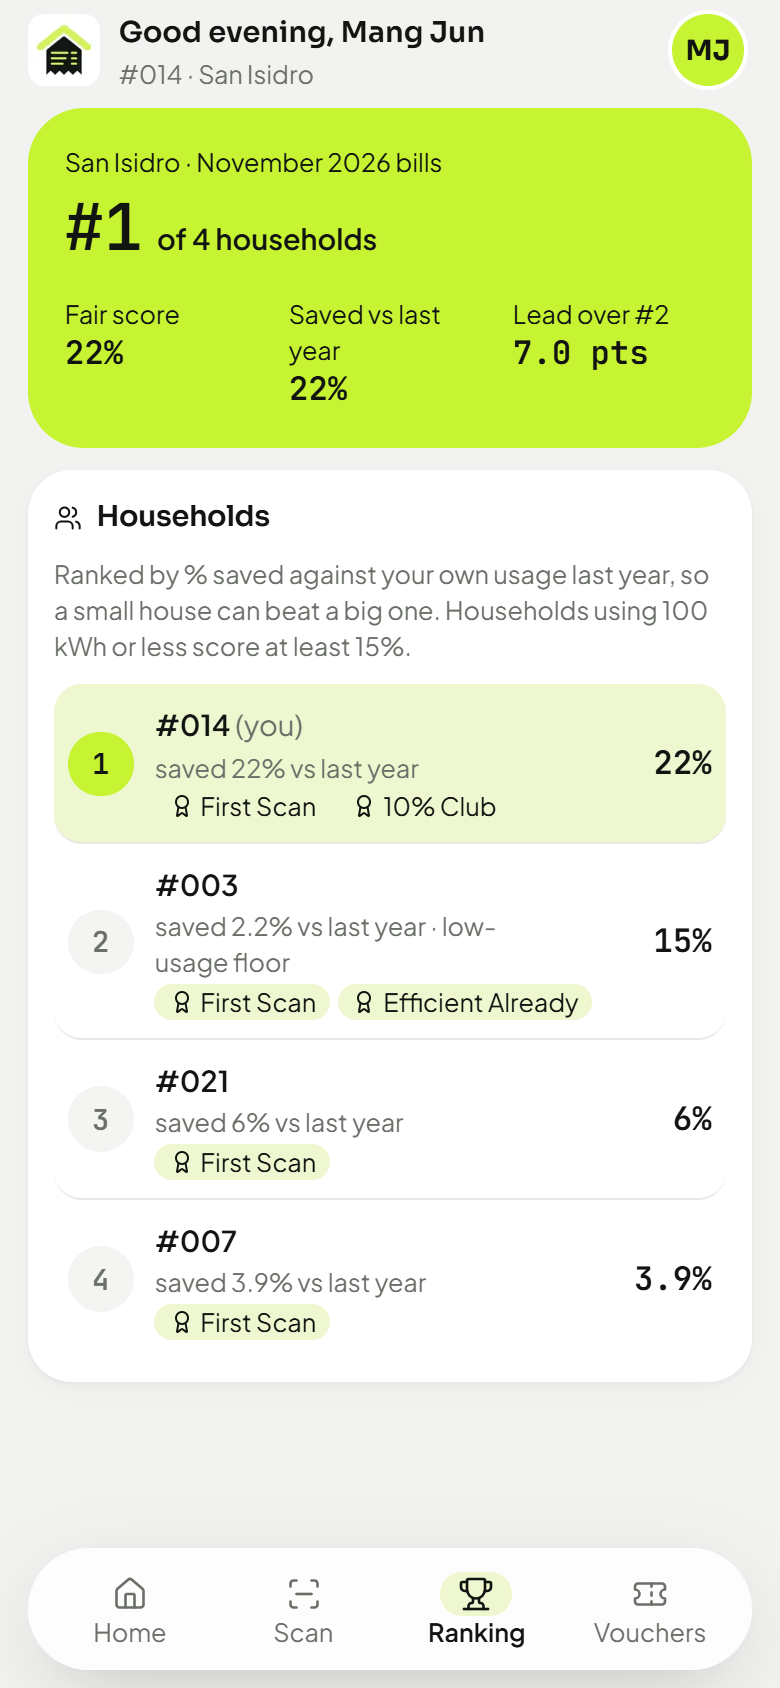 Good evening, Mang Jun
#014 · San Isidro
MJ
San Isidro · November 2026 bills
#1 of 4 households
Fair score
22%
Saved vs last
year
22%
Lead over #2
7.0 pts
Households
Ranked by % saved against your own usage last year, so
a small house can beat a big one. Households using 100
kWh or less score at least 15%.
1
#014 (you)
saved 22% vs last year
First Scan
10% Club
22%
2
#003
saved 2.2% vs last year · low-
usage floor
First Scan
Efficient Already
15%
3
#021
saved 6% vs last year
First Scan
6%
4
#007
saved 3.9% vs last year
First Scan
3.9%
Home
Scan
Ranking
Vouchers